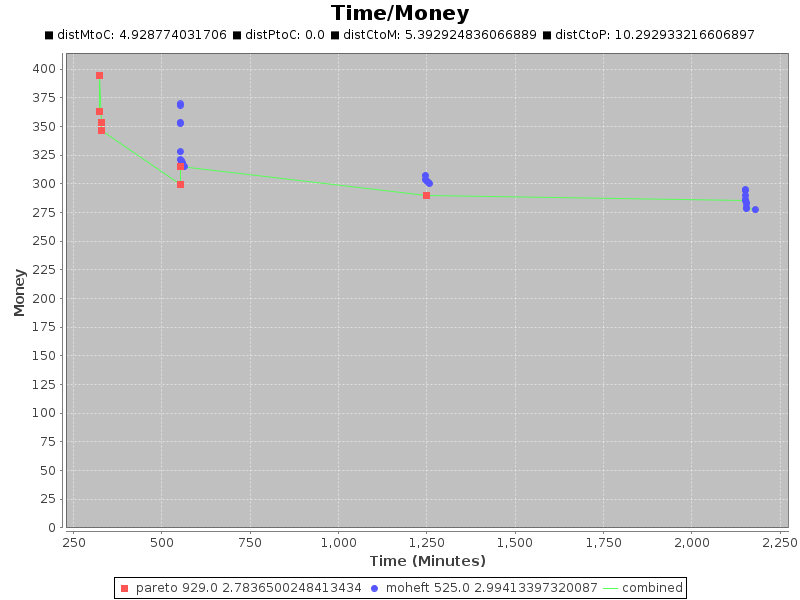 Time/Money
distMtoC: 4.928774031706 distPtoC: 0.0 distCtoM: 5.392924836066889 distCtoP: 10.292933216606897
400
375
350
325
300
275
250
225
200
175
150
125
100
75
50
25
0
Money
250 500 750 1,000 1,250 1,500 1,750 2,000 2,250
Time (Minutes)
pareto 929.0 2.7836500248413434 moheft 525.0 2.99413397320087 combined